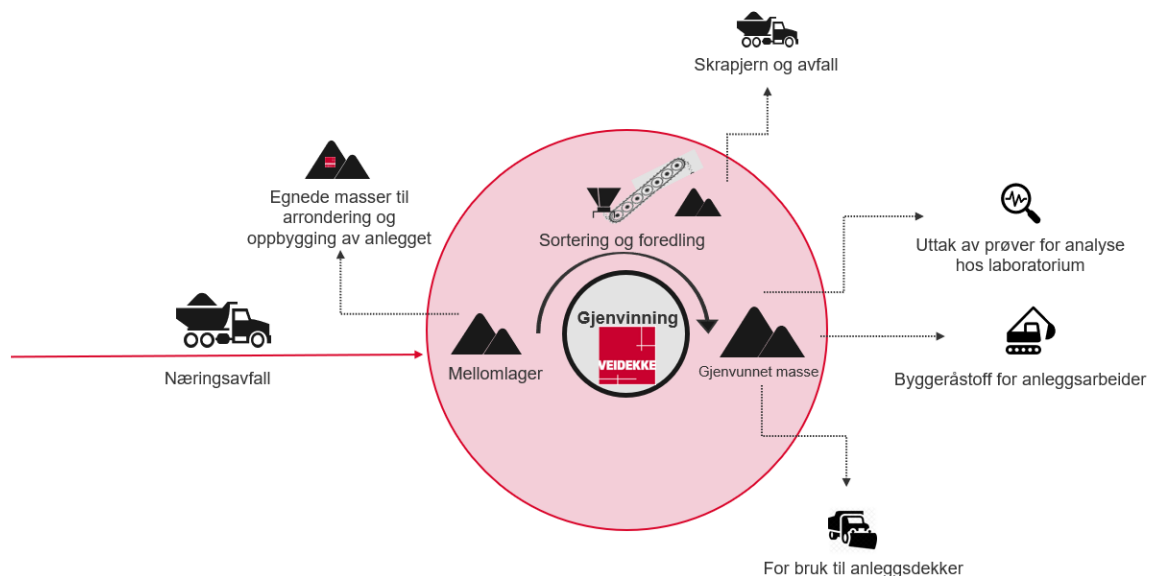 Skrapjern og avfall
Egnede masser til
arrondering og
oppbygging av anlegget
Sortering og foredling
Uttak av prøver for analyse
hos laboratorium
Gjenvinning
VEIDEKKE
Næringsavfall
Mellomlager
Gjenvunnet masse
Byggeråstoff for anleggsarbeider
For bruk til anleggsdekker